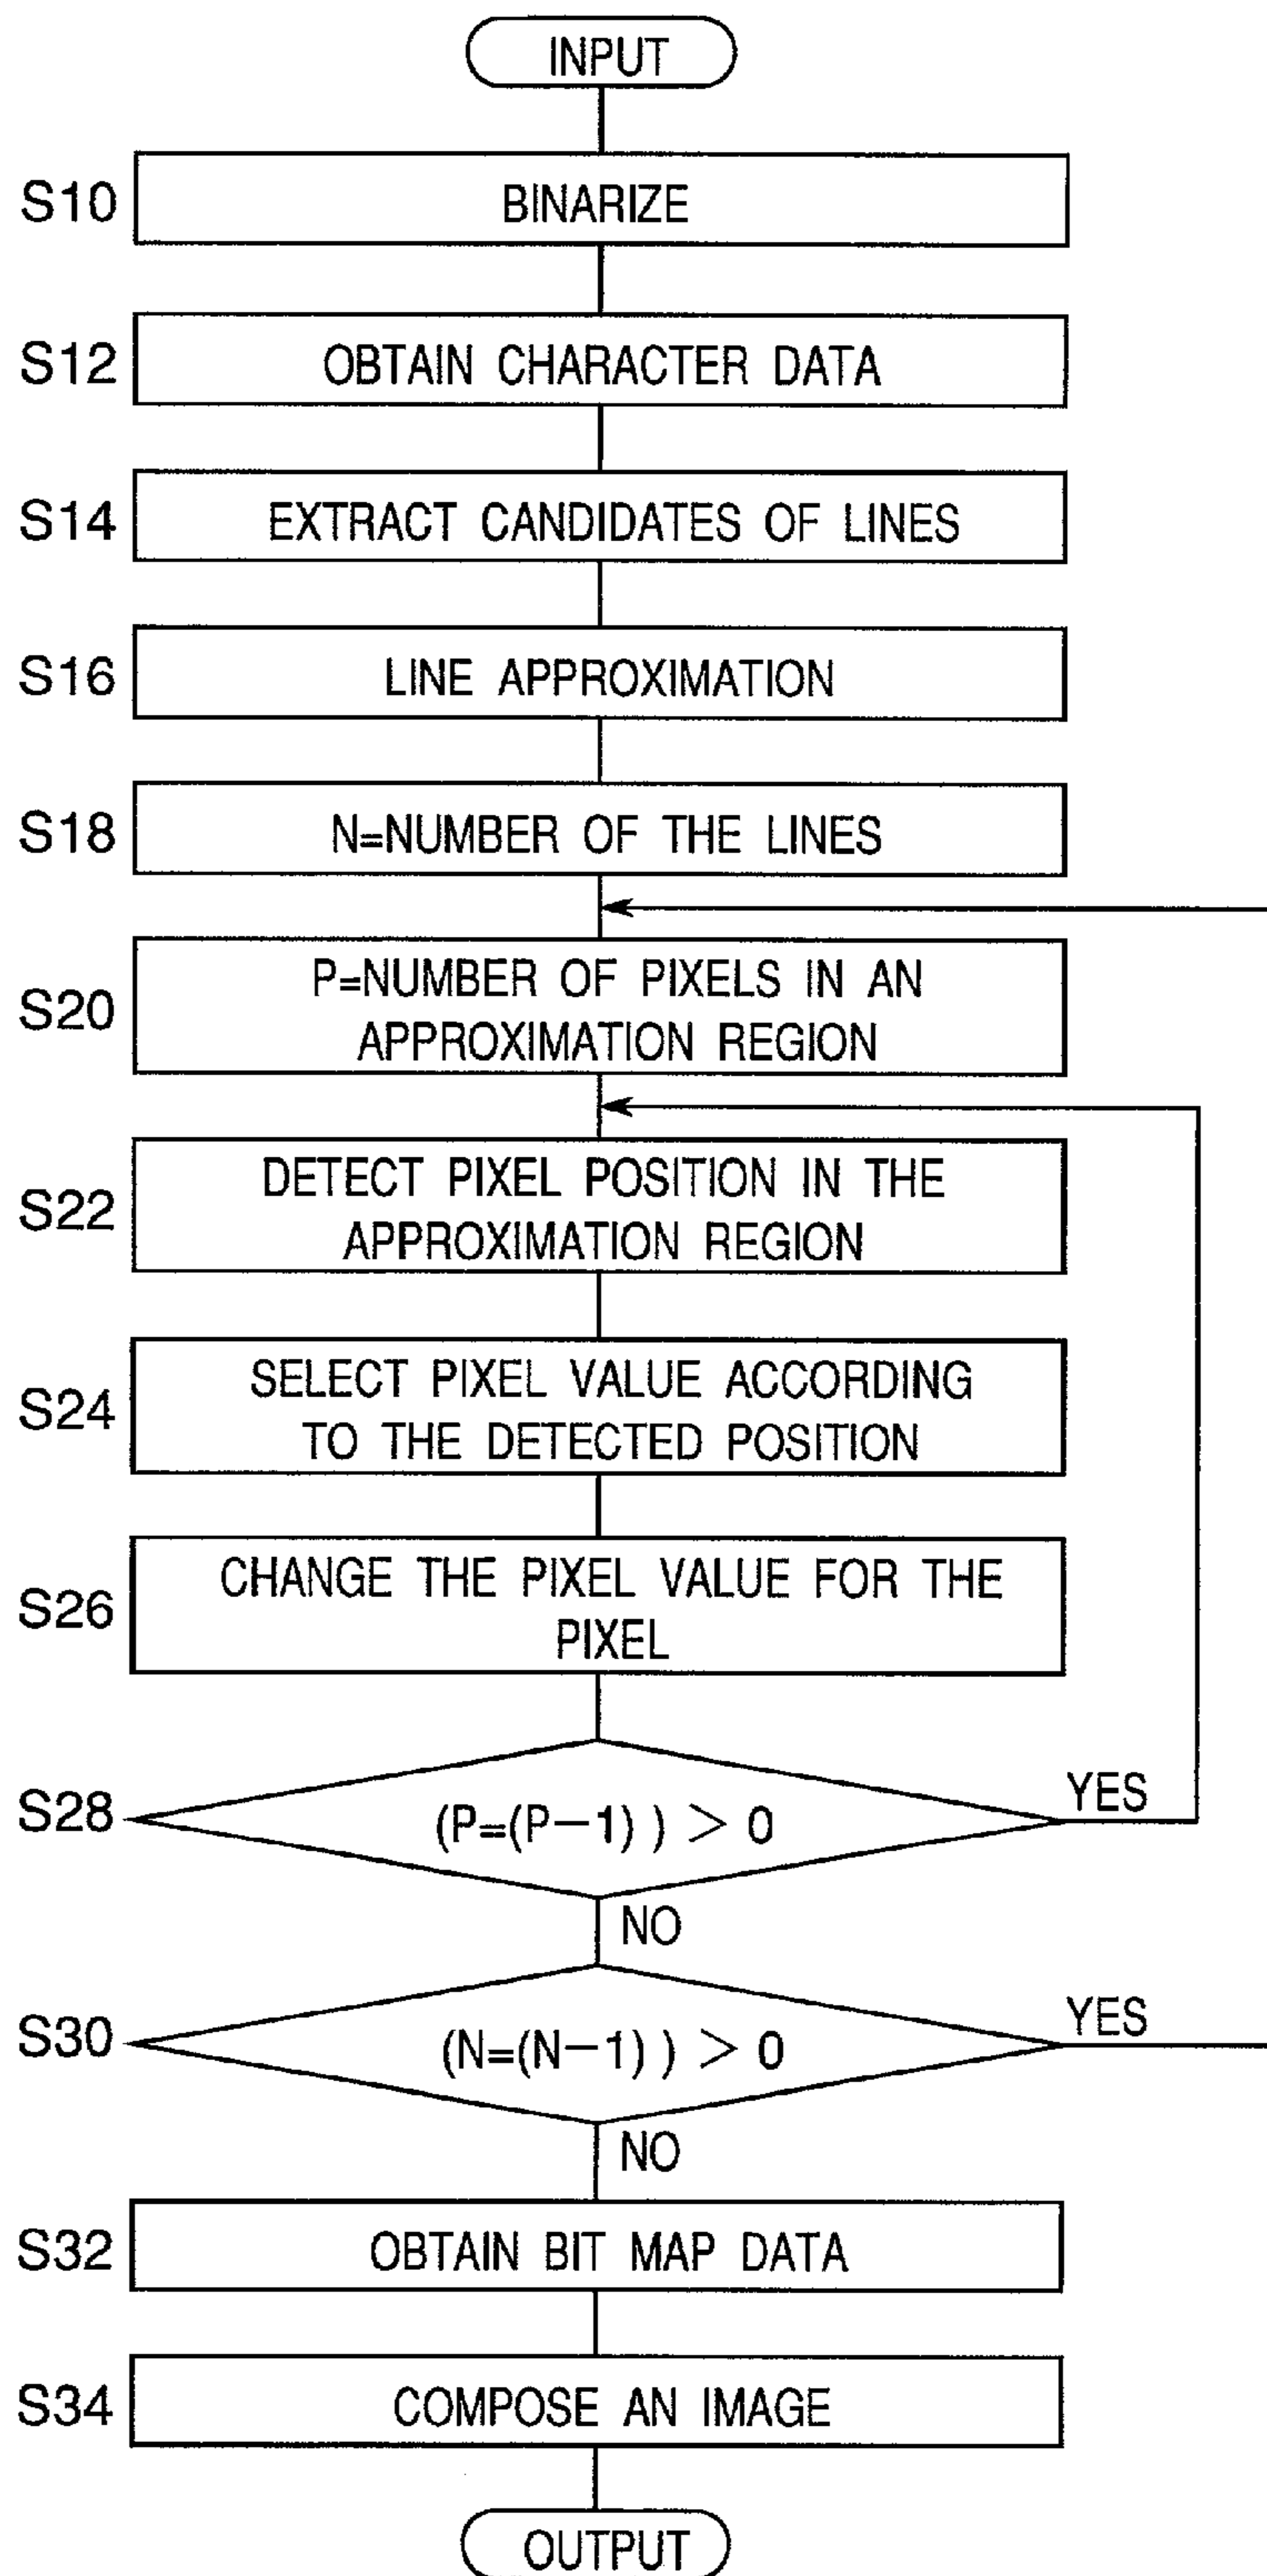 INPUT
S10
BINARIZE
S12
OBTAIN CHARACTER DATA
S14
EXTRACT CANDIDATES OF LINES
S16
LINE APPROXIMATION
S18
N=NUMBER OF THE LINES
S20
P=NUMBER OF PIXELS IN AN
APPROXIMATION REGION
S22
DETECT PIXEL POSITION IN THE
APPROXIMATION REGION
S24
SELECT PIXEL VALUE ACCORDING
TO THE DETECTED POSITION
S26
CHANGE THE PIXEL VALUE FOR THE
PIXEL
S28
(P=(P−1) ) > 0
YES
NO
S30
(N=(N−1) ) > 0
YES
NO
S32
OBTAIN BIT MAP DATA
S34
COMPOSE AN IMAGE
OUTPUT